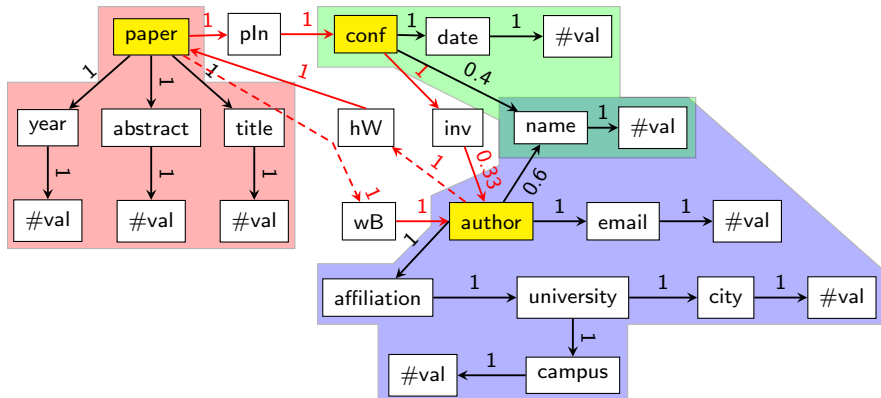 paper 1 pIn 1 conf 1 date 1 #val
1 1 1 1 1 0.4
year abstract title hW inv name 1 #val
1 1 1 1 1 0.33 0.6
#val #val #val wB 1 author 1 email 1 #val
1
affiliation 1 university 1 city 1 #val
1
#val 1 campus